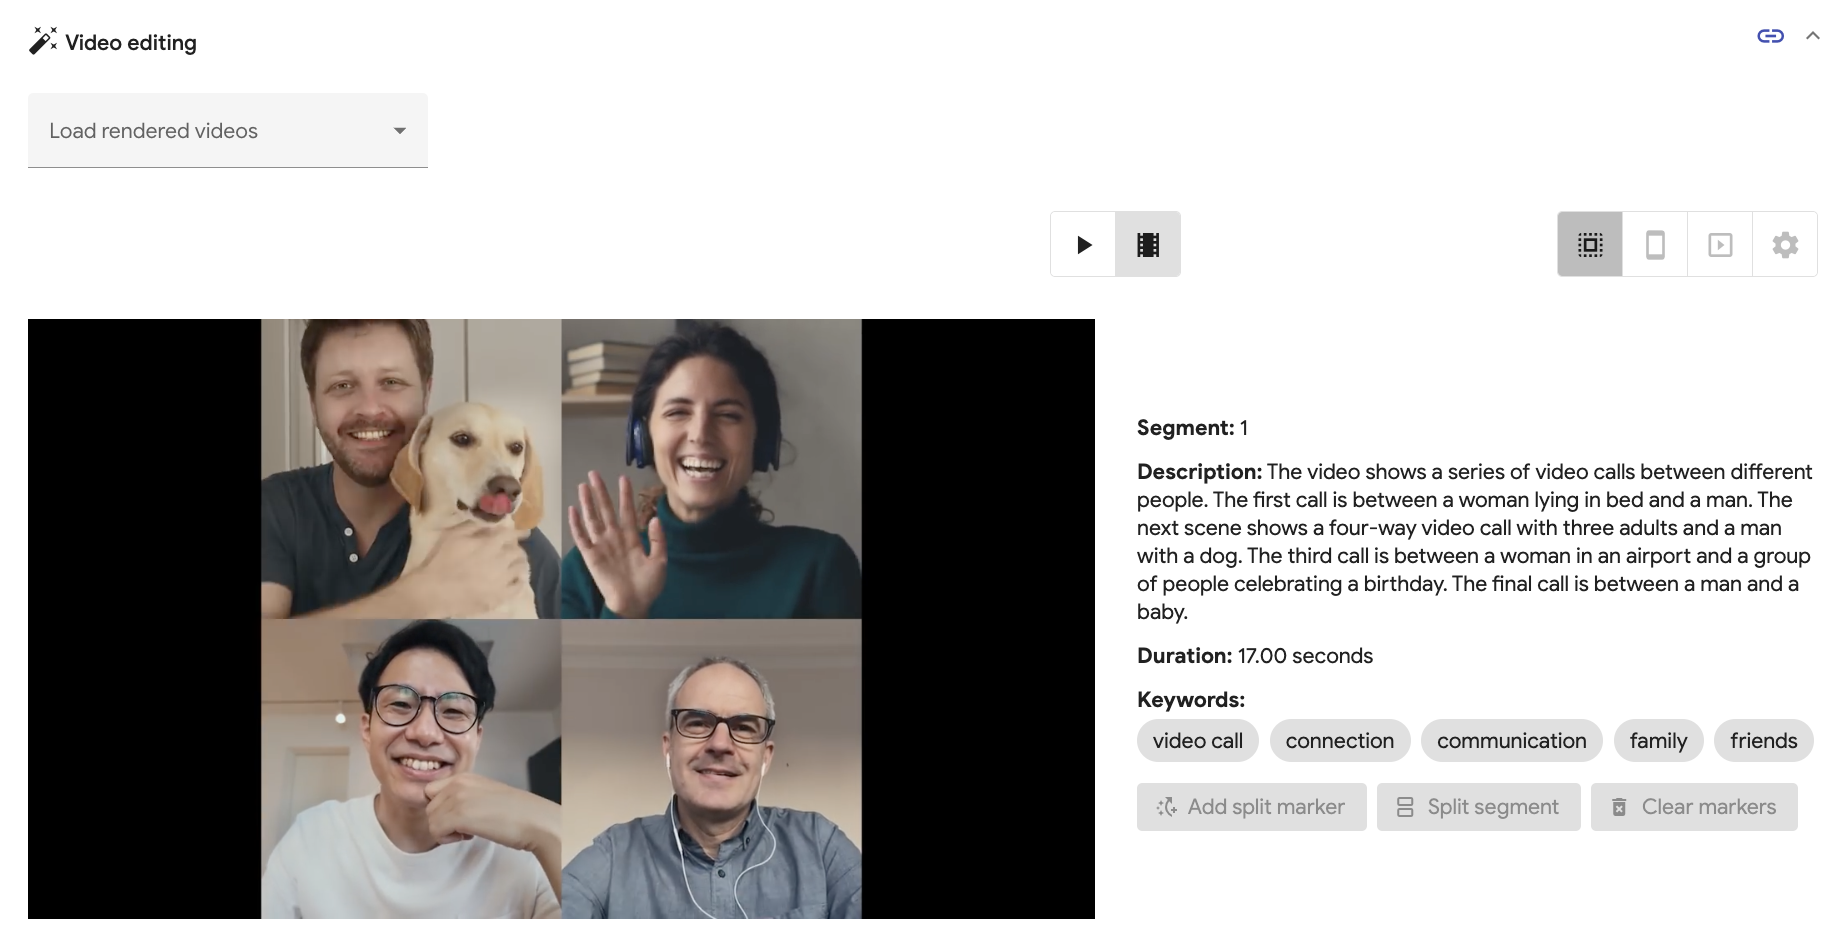 Video editing
Load rendered videos
Segment: 1
Description: The video shows a series of video calls between different
people. The first call is between a woman lying in bed and a man. The
next scene shows a four-way video call with three adults and a man
with a dog. The third call is between a woman in an airport and a group
of people celebrating a birthday. The final call is between a man and a
baby.
Duration: 17.00 seconds
Keywords:
video call connection communication family friends
Add split marker Split segment Clear markers